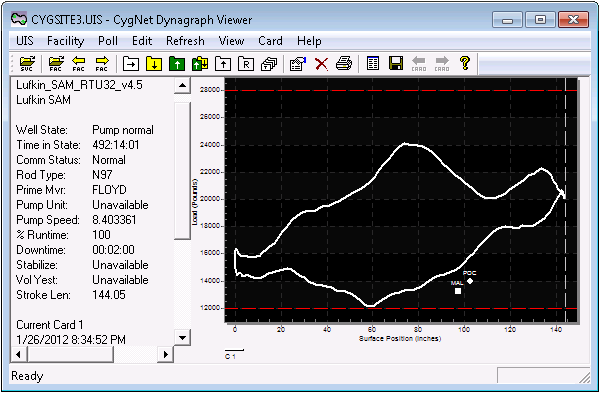 CYGSITE3.UIS - CygNet Dynagraph Viewer
UIS Facility Poll Edit Refresh View Card Help
SVC FAC FAC FAC R CARD CARD ?
Lufkin_SAM_RTU32_v4.5
Lufkin SAM
Well State: Pump normal
Time in State: 492:14:01
Comm Status: Normal
Rod Type: N97
Prime Mvr: FLOYD
Pump Unit: Unavailable
Pump Speed: 8.403361
% Runtime: 100
Downtime: 00:02:00
Stabilize: Unavailable
Vol Yest: Unavailable
Stroke Len: 144.05
Current Card 1
1/26/2012 8:34:52 PM
Load (Pounds)
28000
26000
24000
22000
20000
18000
16000
14000
12000
POC
MAL
0 20 40 60 80 100 120 140
Surface Position (Inches)
C 1
Ready